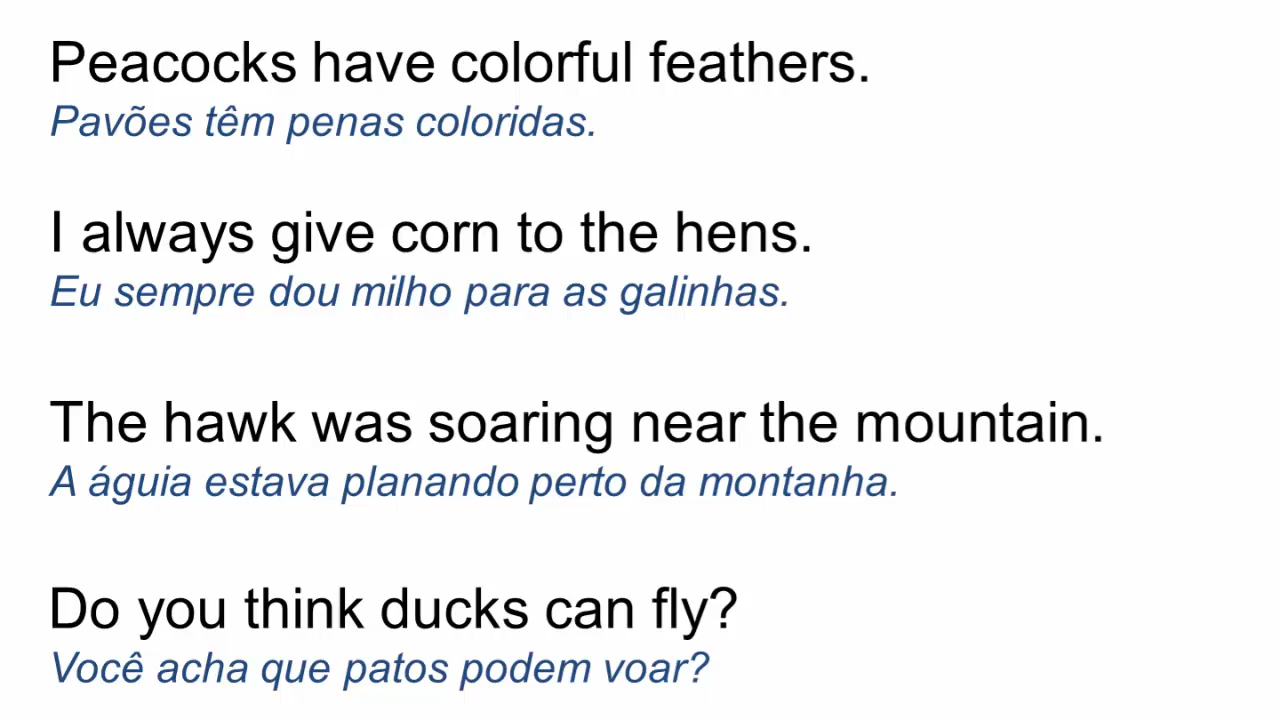 Peacocks have colorful feathers.
Pavões têm penas coloridas.
I always give corn to the hens.
Eu sempre dou milho para as galinhas.
The hawk was soaring near the mountain.
A águia estava planando perto da montanha.
Do you think ducks can fly?
Você acha que patos podem voar?